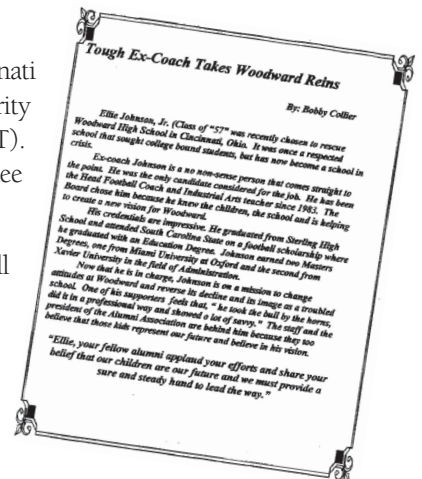 nati
rity
T).
ee
ll
Tough Ex-Coach Takes Woodward Reins
By: Bobby Collier
Ellie Johnson, Jr. (Class of "57" was recently chosen to rescue
Woodward High School in Cincinnati, Ohio. It was once a respected
school that sought college bound students, but has now become a school in
crisis.
Ex-coach Johnson is a no non-sense person that comes straight to
the point. He was the only candidate considered for the job. He has been
the Head Football Coach and Industrial Arts teacher since 1983. The
Board chose him because he knew the children, the school and is helping
to create a new vision for Woodward.
His credentials are impressive. He graduated from Sterling High
School and attended South Carolina State on a football scholarship where
he graduated with an Education Degree. Johnson earned two Masters
Degrees, one from Miami University at Oxford and the second from
Xavier University in the field of Administration.
Now that he is in charge, Johnson is on a mission to change
attitudes at Woodward and reverse its decline and its image as a troubled
school. One of his supporters feels that, " he took the bull by the horns,
did it in a professional way and showed o lot of savvy." The staff and the
president of the Alumni Association are behind him because they too
believe that those kids represent our future and believe in his vision.
"Ellie, your fellow alumni applaud your efforts and share your
belief that our children are our future and we must provide a
sure and steady hand to lead the way."